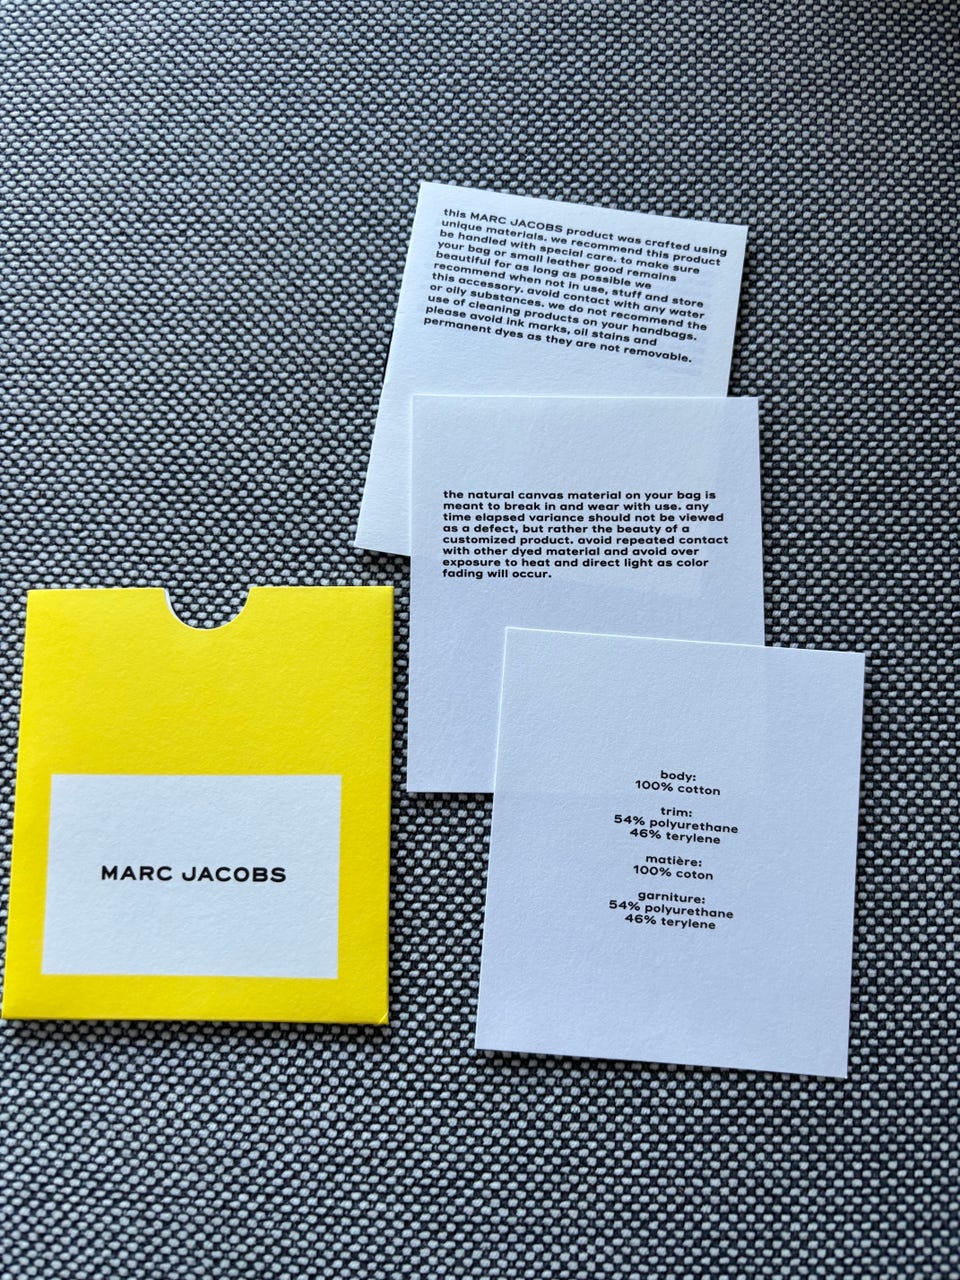 this MARC JACOBS product was crafted using
unique materials. we recommend this product
be handled with special care. to make sure
your bag or small leather good remains
beautiful for as long as possible we
recommend when not in use, stuff and store
this accessory. avoid contact with any water
or oily substances. we do not recommend the
use of cleaning products on your handbags.
please avoid ink marks, oil stains and
permanent dyes as they are not removable.
the natural canvas material on your bag is
meant to break in and wear with use. any
time elapsed variance should not be viewed
as a defect, but rather the beauty of a
customized product. avoid repeated contact
with other dyed material and avoid over
exposure to heat and direct light as color
fading will occur.
body:
100% cotton
trim:
54% polyurethane
46% terylene
matière:
100% coton
garniture:
54% polyurethane
46% terylene
MARC JACOBS